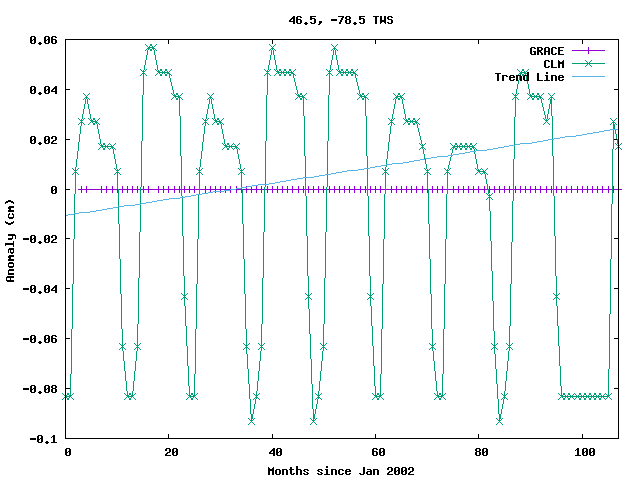 46.5, -78.5 TWS
GRACE
CLM
Trend Line
0.06
0.04
0.02
0
-0.02
-0.04
-0.06
-0.08
-0.1
Anomaly (cm)
0 20 40 60 80 100
Months since Jan 2002